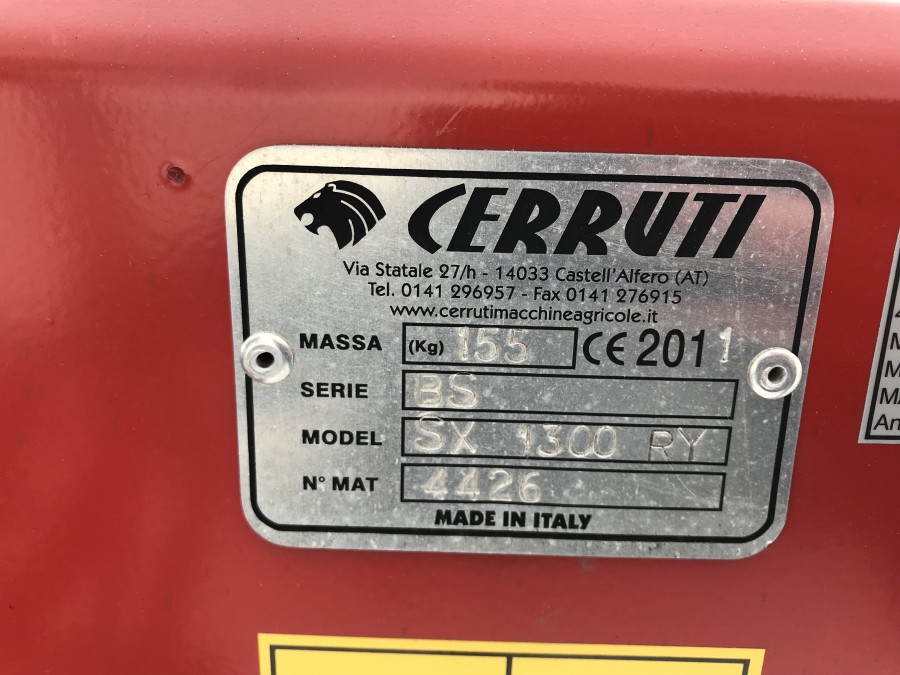 CERRUTI
Via Statale 27/h - 14033 Castell'Alfero (AT)
Tel. 0141 296957 - Fax 0141 276915
www.cerrutimacchineagricole.it
MASSA (Kg) 155 CE 2011
SERIE BS
MODEL SX 1300 RY
N° MAT 4426
MADE IN ITALY